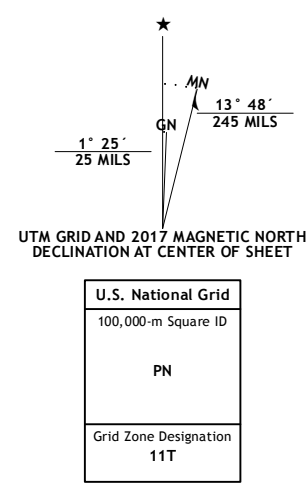 ★
MN
GN
13° 48´
245 MILS
1° 25´
25 MILS
UTM GRID AND 2017 MAGNETIC NORTH
DECLINATION AT CENTER OF SHEET
U.S. National Grid
100,000-m Square ID
PN
Grid Zone Designation
11T